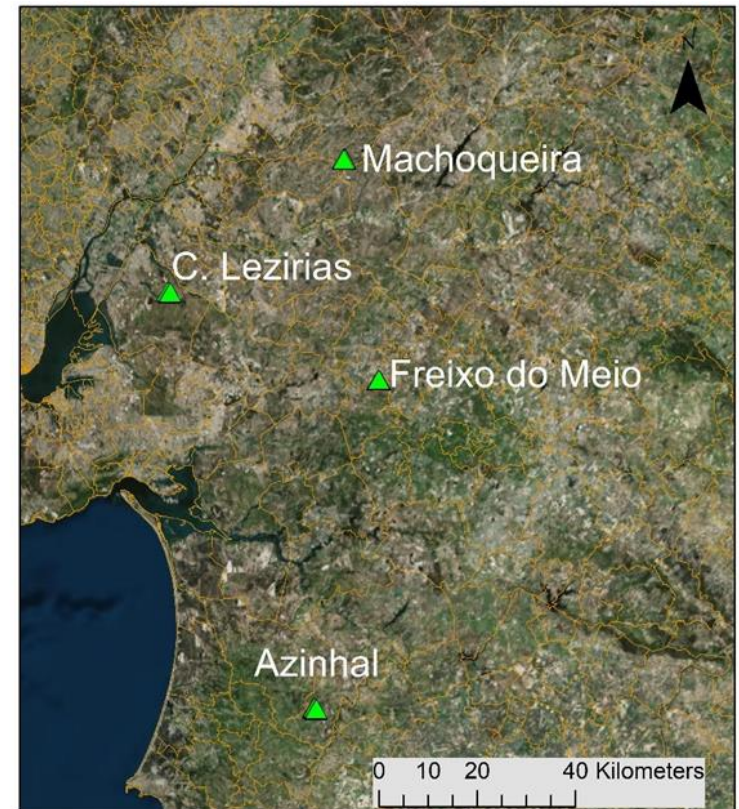 N
Machoqueira
C. Lezirias
Freixo do Meio
Azinhal
0 10 20 40 Kilometers